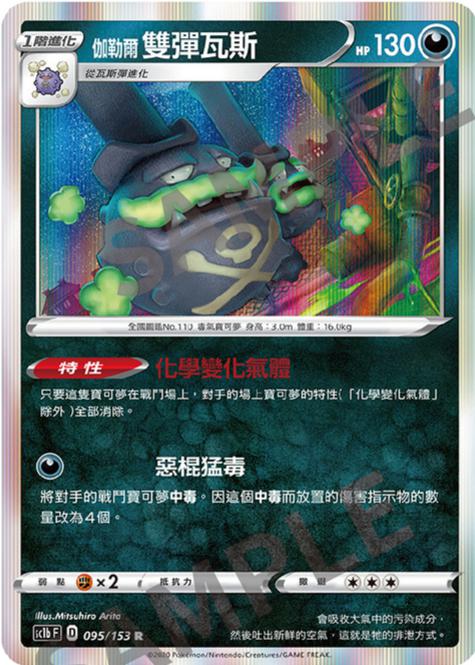 1階進化
伽勒爾 雙彈瓦斯 HP 130
從瓦斯彈進化
全國圖鑑No.110 毒氣寶可夢 身高：3.0m 體重：16.0kg
特性 化學變化氣體
只要這隻寶可夢在戰鬥場上，對手的場上寶可夢的特性（「化學變化氣體」
除外）全部消除。
惡棍猛毒
將對手的戰鬥寶可夢中毒。因這個中毒而放置的傷害指示物的數
量改為４個。
弱點 ×2 抵抗力 撤退
Illus.Mitsuhiro Arita
sc1b F D 095/153 R
會吸收大氣中的污染成分，
然後吐出新鮮的空氣，這就是牠的排泄方式。
©2020 Pokémon/Nintendo/Creatures/GAME FREAK.
SAMPLE
SAMPLE